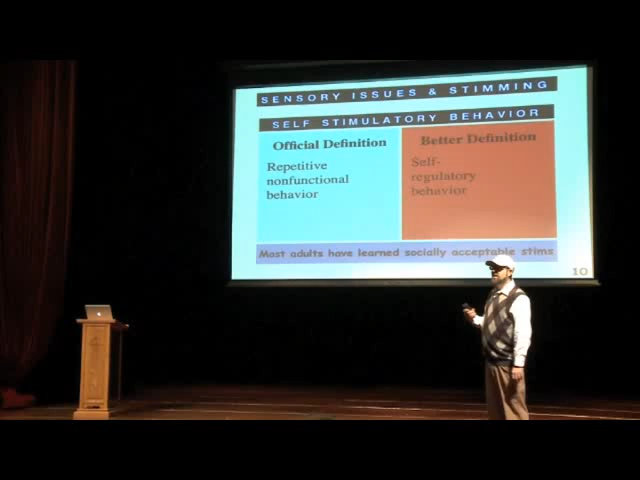 SENSORY ISSUES & STIMMING
SELF STIMULATORY BEHAVIOR
Official Definition
Repetitive
nonfunctional
behavior
Better Definition
Self-
regulatory
behavior
Most adults have learned socially acceptable stims
10